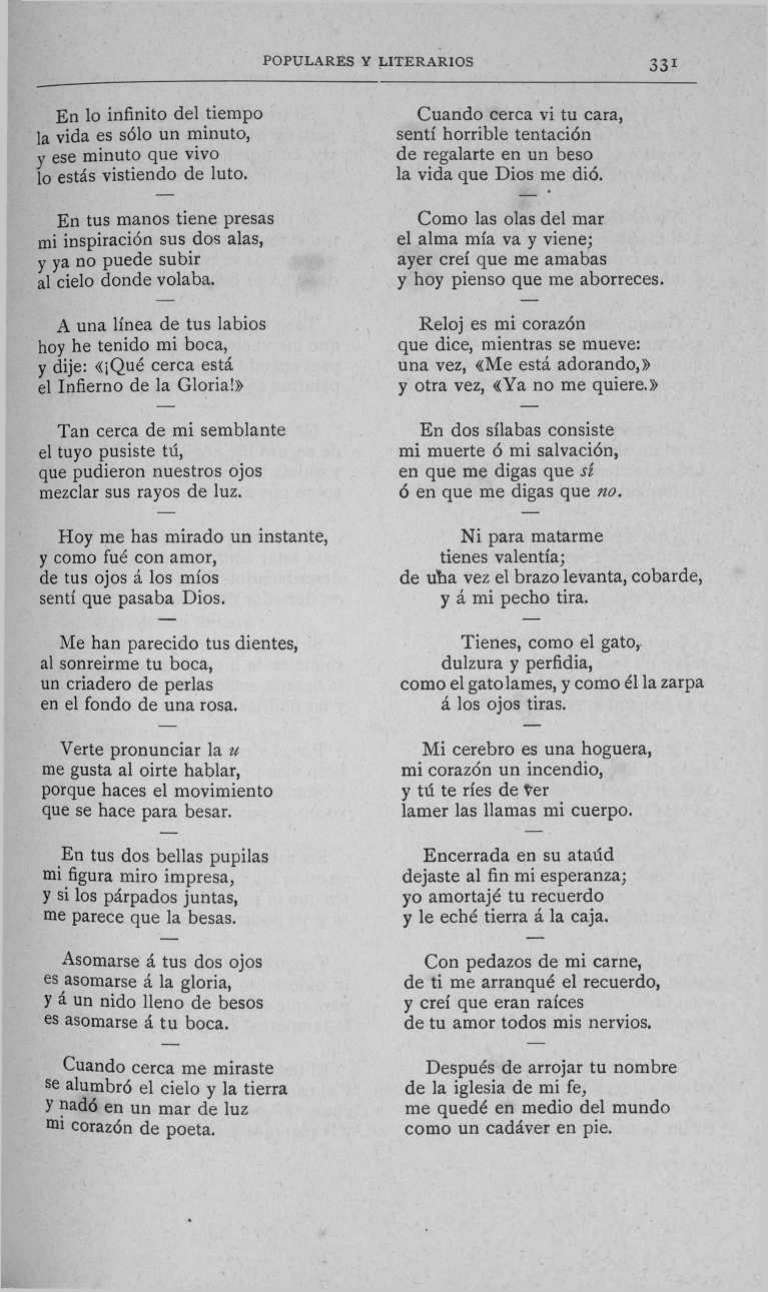 POPULARES Y LITERARIOS 331
En lo infinito del tiempo
la vida es sólo un minuto,
y ese minuto que vivo
lo estás vistiendo de luto.
—
En tus manos tiene presas
mi inspiración sus dos alas,
y ya no puede subir
al cielo donde volaba.
—
A una línea de tus labios
hoy he tenido mi boca,
y dije: «¡Qué cerca está
el Infierno de la Gloria!»
—
Tan cerca de mi semblante
el tuyo pusiste tú,
que pudieron nuestros ojos
mezclar sus rayos de luz.
—
Hoy me has mirado un instante,
y como fué con amor,
de tus ojos á los míos
sentí que pasaba Dios.
—
Me han parecido tus dientes,
al sonreirme tu boca,
un criadero de perlas
en el fondo de una rosa.
—
Verte pronunciar la u
me gusta al oirte hablar,
porque haces el movimiento
que se hace para besar.
—
En tus dos bellas pupilas
mi figura miro impresa,
y si los párpados juntas,
me parece que la besas.
—
Asomarse á tus dos ojos
es asomarse á la gloria,
y á un nido lleno de besos
es asomarse á tu boca.
—
Cuando cerca me miraste
se alumbró el cielo y la tierra
y nadó en un mar de luz
mi corazón de poeta.
Cuando cerca vi tu cara,
sentí horrible tentación
de regalarte en un beso
la vida que Dios me dió.
—
Como las olas del mar
el alma mía va y viene;
ayer creí que me amabas
y hoy pienso que me aborreces.
—
Reloj es mi corazón
que dice, mientras se mueve:
una vez, «Me está adorando,»
y otra vez, «Ya no me quiere.»
—
En dos sílabas consiste
mi muerte ó mi salvación,
en que me digas que sí
ó en que me digas que no.
—
Ni para matarme
tienes valentía;
de una vez el brazo levanta, cobarde,
y á mi pecho tira.
—
Tienes, como el gato,
dulzura y perfidia,
como el gato lames, y como él la zarpa
á los ojos tiras.
—
Mi cerebro es una hoguera,
mi corazón un incendio,
y tú te ríes de ver
lamer las llamas mi cuerpo.
—
Encerrada en su ataúd
dejaste al fin mi esperanza;
yo amortajé tu recuerdo
y le eché tierra á la caja.
—
Con pedazos de mi carne,
de ti me arranqué el recuerdo,
y creí que eran raíces
de tu amor todos mis nervios.
—
Después de arrojar tu nombre
de la iglesia de mi fe,
me quedé en medio del mundo
como un cadáver en pie.